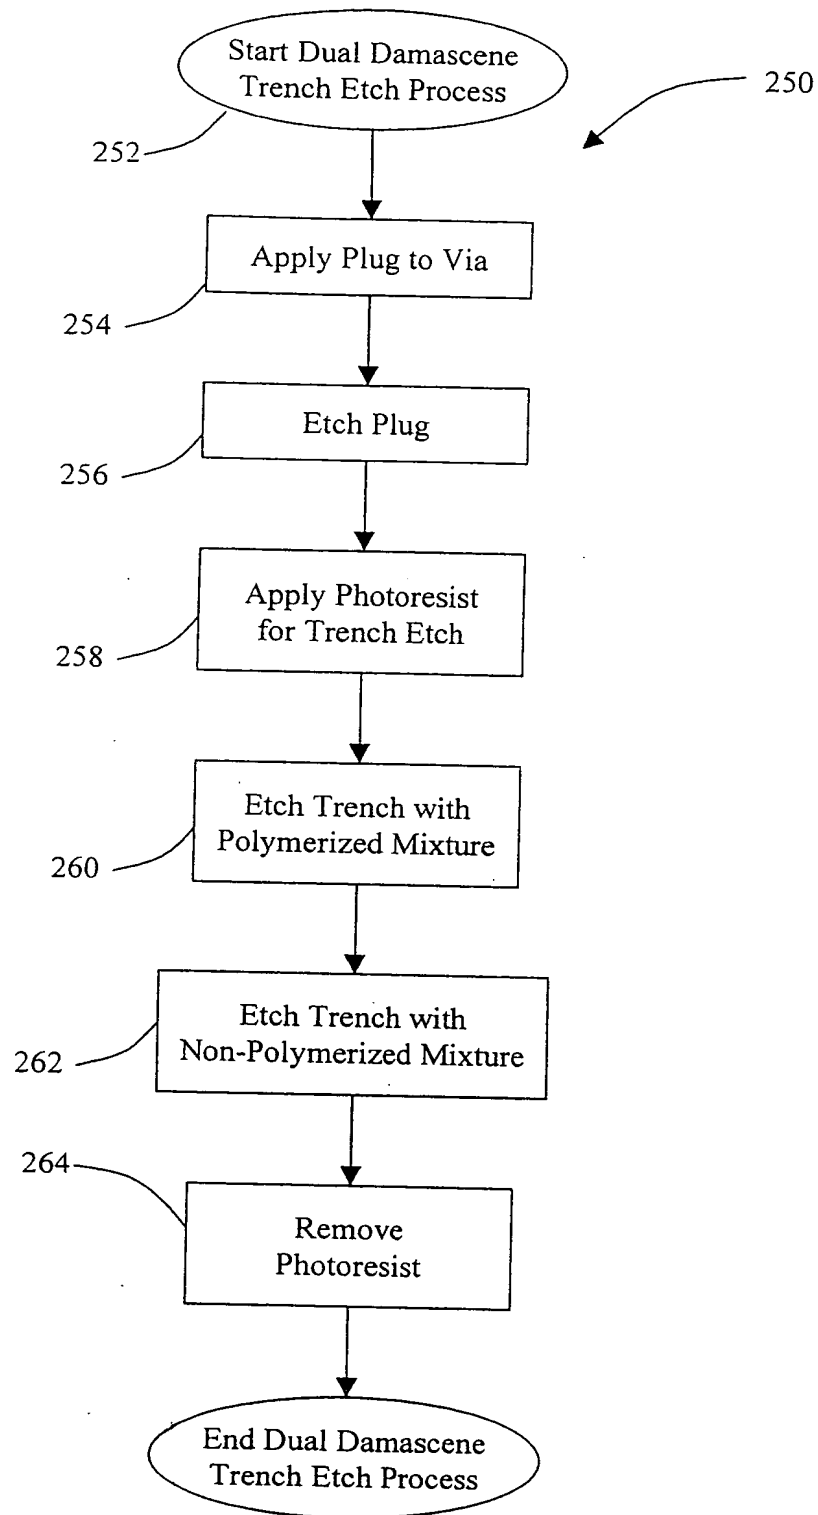 Start Dual Damascene
Trench Etch Process
250
252
Apply Plug to Via
254
Etch Plug
256
Apply Photoresist
for Trench Etch
258
Etch Trench with
Polymerized Mixture
260
Etch Trench with
Non-Polymerized Mixture
262
264
Remove
Photoresist
End Dual Damascene
Trench Etch Process